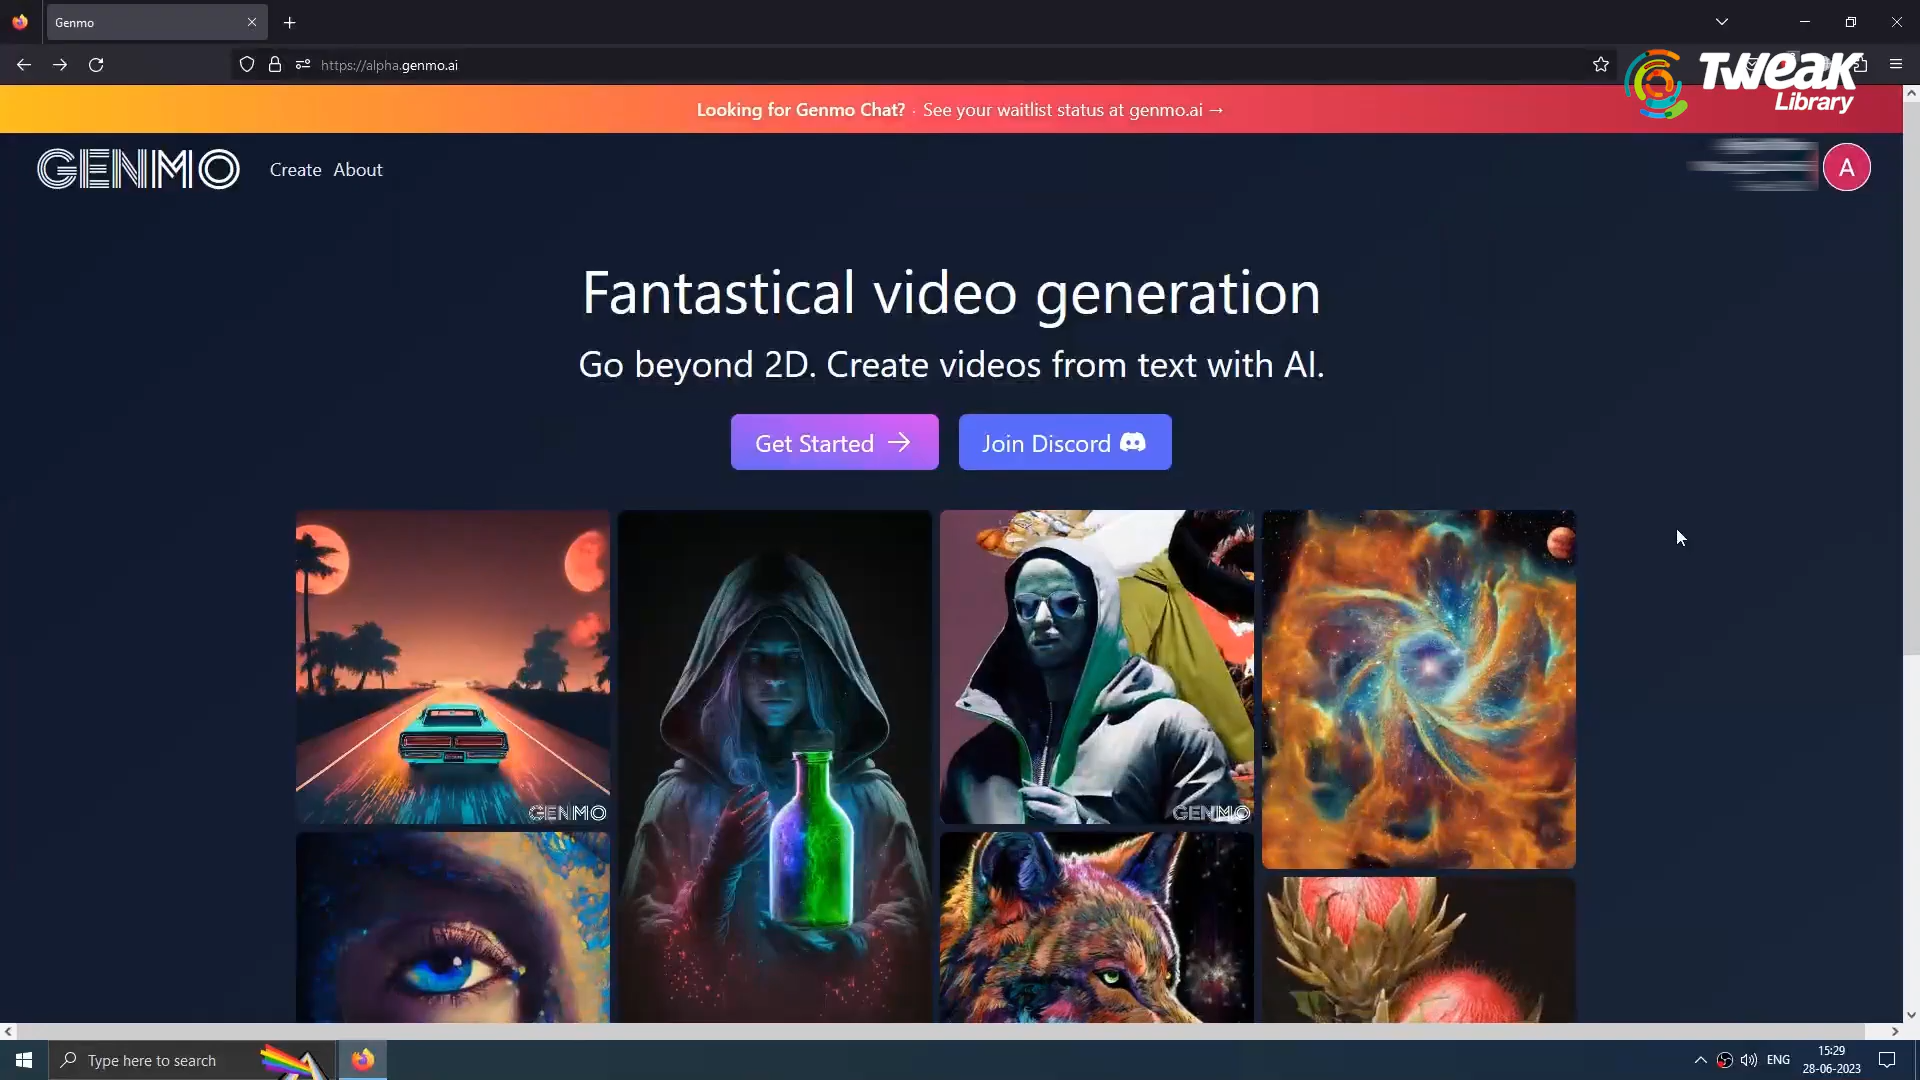 Genmo
https://alpha.genmo.ai
TWEAK
Library
Looking for Genmo Chat? · See your waitlist status at genmo.ai →
GENMO
Create About
A
Fantastical video generation
Go beyond 2D. Create videos from text with AI.
Get Started →
Join Discord
GENMO
GENMO
Type here to search
ENG
15:29
28-06-2023